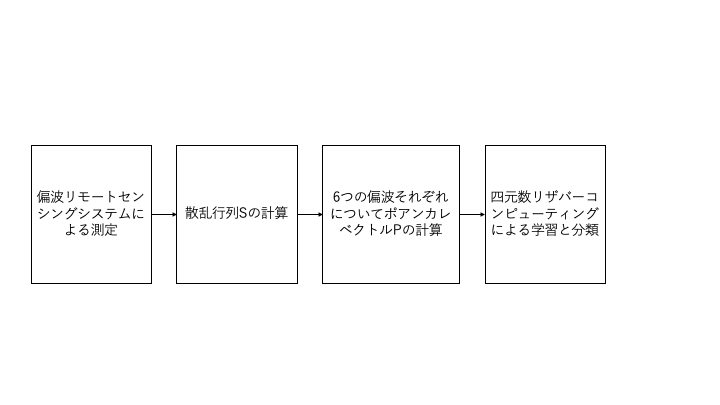 偏波リモートセン
シングシステムに
よる測定
散乱行列Sの計算
6つの偏波それぞれ
についてポアンカレ
ベクトルPの計算
四元数リザバーコ
ンピューティング
による学習と分類